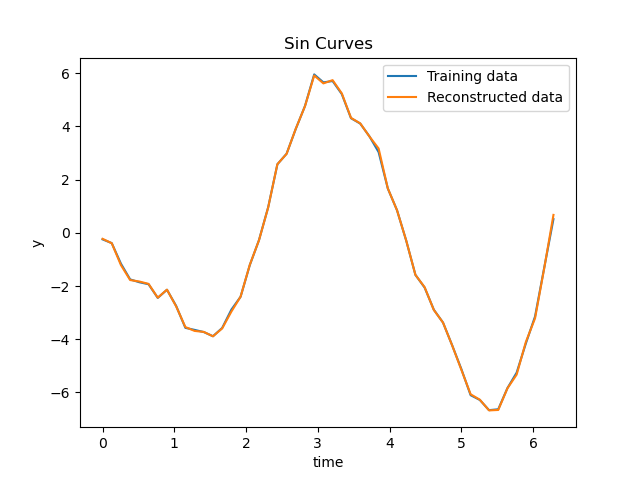 Sin Curves
Training data
Reconstructed data
6
4
2
0
−2
−4
−6
y
0 1 2 3 4 5 6
time